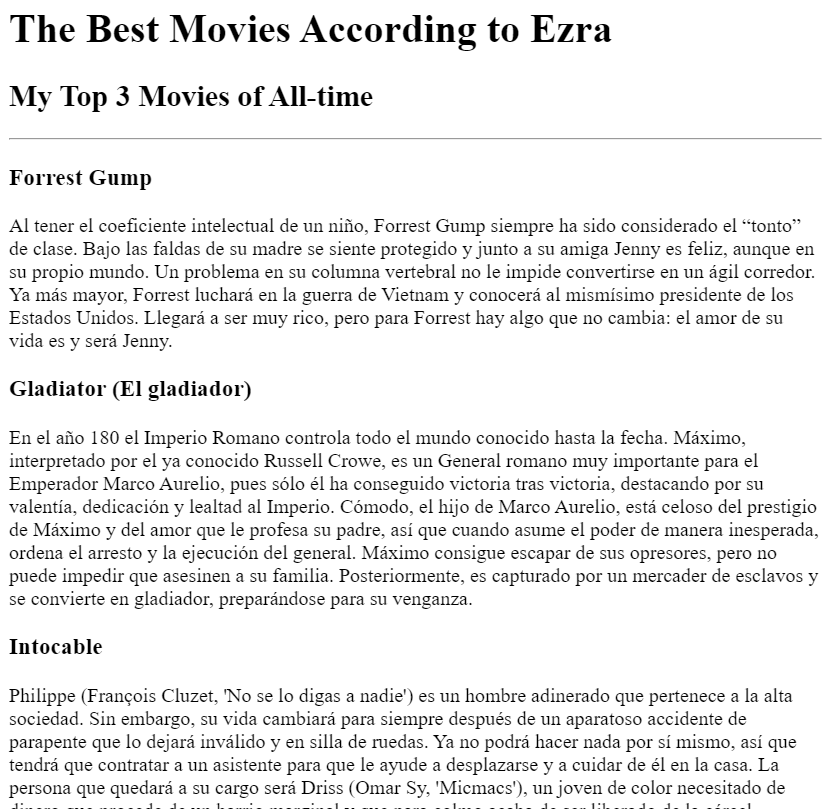 The Best Movies According to Ezra
My Top 3 Movies of All-time
Forrest Gump
Al tener el coeficiente intelectual de un niño, Forrest Gump siempre ha sido considerado el “tonto”
de clase. Bajo las faldas de su madre se siente protegido y junto a su amiga Jenny es feliz, aunque en
su propio mundo. Un problema en su columna vertebral no le impide convertirse en un ágil corredor.
Ya más mayor, Forrest luchará en la guerra de Vietnam y conocerá al mismísimo presidente de los
Estados Unidos. Llegará a ser muy rico, pero para Forrest hay algo que no cambia: el amor de su
vida es y será Jenny.
Gladiator (El gladiador)
En el año 180 el Imperio Romano controla todo el mundo conocido hasta la fecha. Máximo,
interpretado por el ya conocido Russell Crowe, es un General romano muy importante para el
Emperador Marco Aurelio, pues sólo él ha conseguido victoria tras victoria, destacando por su
valentía, dedicación y lealtad al Imperio. Cómodo, el hijo de Marco Aurelio, está celoso del prestigio
de Máximo y del amor que le profesa su padre, así que cuando asume el poder de manera inesperada,
ordena el arresto y la ejecución del general. Máximo consigue escapar de sus opresores, pero no
puede impedir que asesinen a su familia. Posteriormente, es capturado por un mercader de esclavos y
se convierte en gladiador, preparándose para su venganza.
Intocable
Philippe (François Cluzet, 'No se lo digas a nadie') es un hombre adinerado que pertenece a la alta
sociedad. Sin embargo, su vida cambiará para siempre después de un aparatoso accidente de
parapente que lo dejará inválido y en silla de ruedas. Ya no podrá hacer nada por sí mismo, así que
tendrá que contratar a un asistente para que le ayude a desplazarse y a cuidar de él en la casa. La
persona que quedará a su cargo será Driss (Omar Sy, 'Micmacs'), un joven de color necesitado de